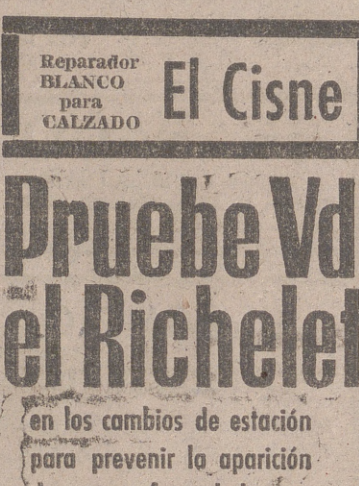 Reparador
BLANCO
para
CALZADO
El Cisne
Pruebe Vd
el Richelet
en los cambios de estación
para prevenir la aparición